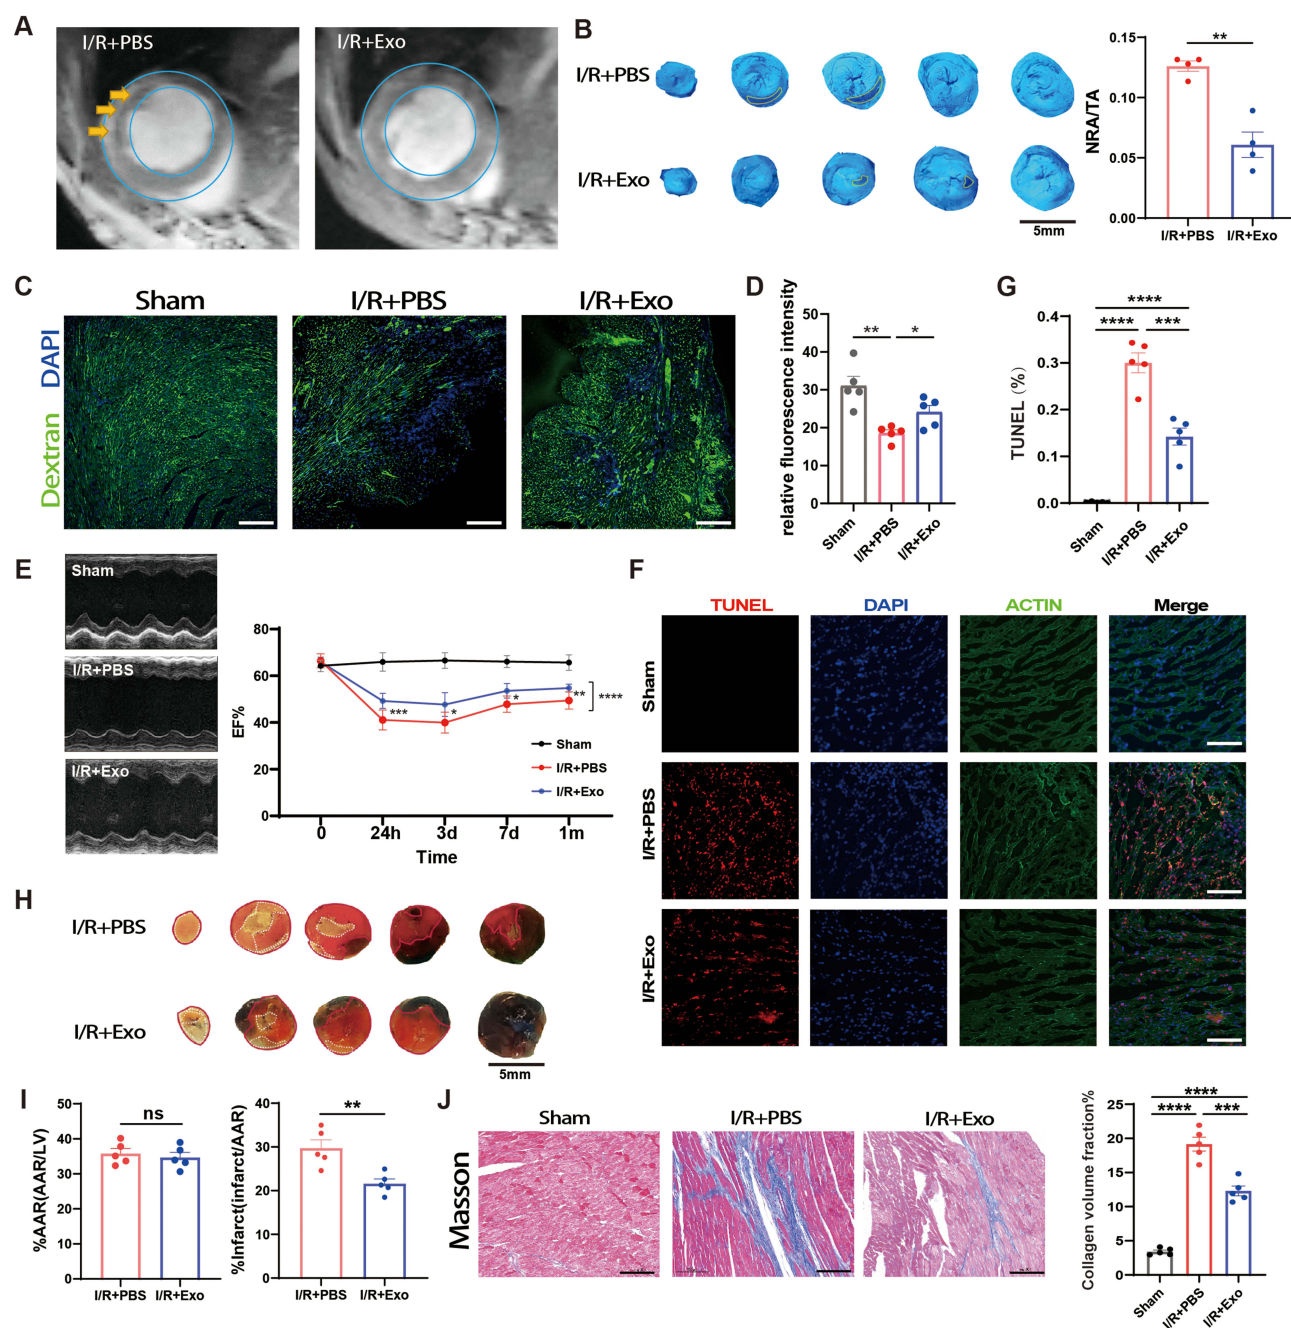 A
I/R+PBS
I/R+Exo
B
I/R+PBS
I/R+Exo
5mm
NRA/TA
0.15
0.10
0.05
0.00
**
I/R+PBS
I/R+Exo
C
Dextran DAPI
Sham
I/R+PBS
I/R+Exo
D
relative fluorescence intensity
50
40
30
20
10
0
**
*
Sham
I/R+PBS
I/R+Exo
G
TUNEL (%)
0.4
0.3
0.2
0.1
0.0
****
****
***
Sham
I/R+PBS
I/R+Exo
E
Sham
I/R+PBS
I/R+Exo
EF%
80
60
40
20
0
***
*
*
**
****
Sham
I/R+PBS
I/R+Exo
0
24h
3d
7d
1m
Time
F
TUNEL
DAPI
ACTIN
Merge
Sham
I/R+PBS
I/R+Exo
H
I/R+PBS
I/R+Exo
5mm
I
%AAR(AAR/LV)
50
40
30
20
10
0
ns
I/R+PBS
I/R+Exo
%Infarct(Infarct/AAR)
40
30
20
10
0
**
I/R+PBS
I/R+Exo
J
Masson
Sham
I/R+PBS
I/R+Exo
Collagen volume fraction%
25
20
15
10
5
0
****
****
***
Sham
I/R+PBS
I/R+Exo